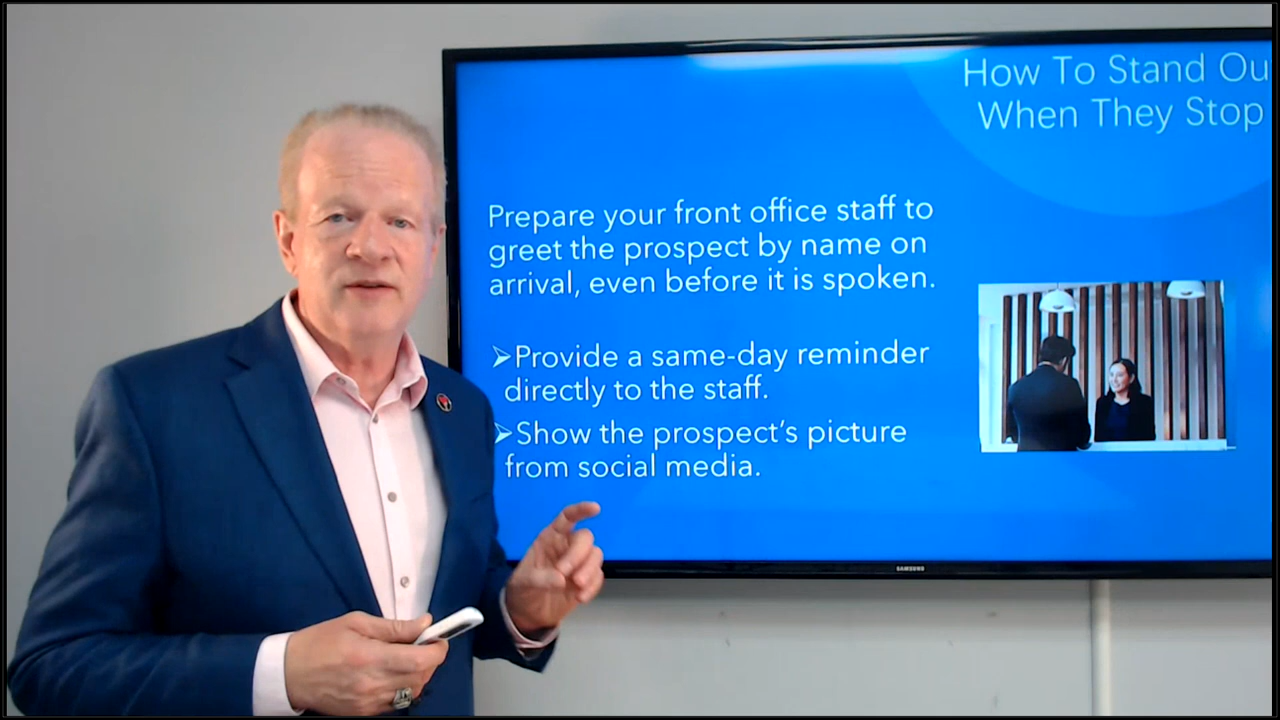 How To Stand Ou
When They Stop
Prepare your front office staff to
greet the prospect by name on
arrival, even before it is spoken.
➢Provide a same-day reminder
directly to the staff.
➢Show the prospect's picture
from social media.
SAMSUNG